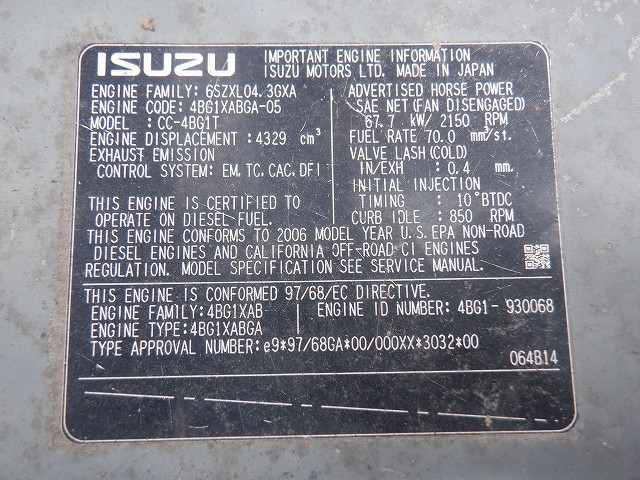 ISUZU
IMPORTANT ENGINE INFORMATION
ISUZU MOTORS LTD. MADE IN JAPAN
ENGINE FAMILY: 6SZXL04.3GXA
ENGINE CODE: 4BG1XABGA-05
MODEL : CC-4BG1T
ENGINE DISPLACEMENT: 4329 cm³
EXHAUST EMISSION
CONTROL SYSTEM: EM, TC, CAC, DFI
ADVERTISED HORSE POWER
SAE NET (FAN DISENGAGED)
67.7 kW/ 2150 RPM
FUEL RATE 70.0 mm³/st.
VALVE LASH (COLD)
IN/EXH : 0.4 mm.
INITIAL INJECTION
TIMING : 10°BTDC
CURB IDLE : 850 RPM
THIS ENGINE IS CERTIFIED TO
OPERATE ON DIESEL FUEL.
THIS ENGINE CONFORMS TO 2006 MODEL YEAR U.S.EPA NON-ROAD
DIESEL ENGINES AND CALIFORNIA OFF-ROAD CI ENGINES
REGULATION. MODEL SPECIFICATION SEE SERVICE MANUAL.
THIS ENGINE IS CONFORMED 97/68/EC DIRECTIVE.
ENGINE FAMILY:4BG1XAB
ENGINE TYPE:4BG1XABGA
ENGINE ID NUMBER: 4BG1- 930068
TYPE APPROVAL NUMBER:e9*97/68GA*00/000XX*3032*00
064B14